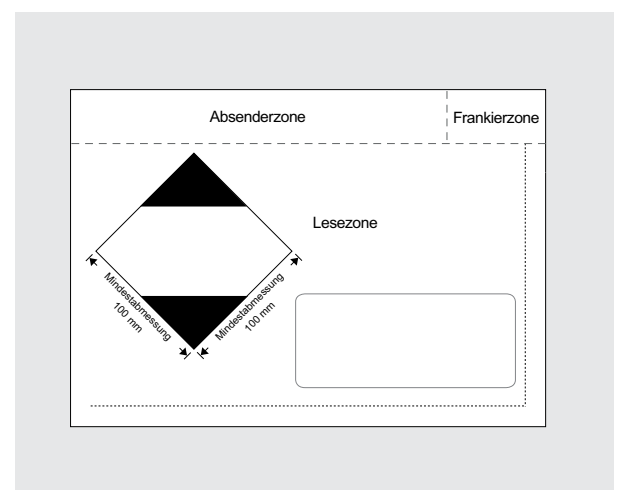 Absenderzone
Frankierzone
Lesezone
Mindestabmessung
100 mm
Mindestabmessung
100 mm